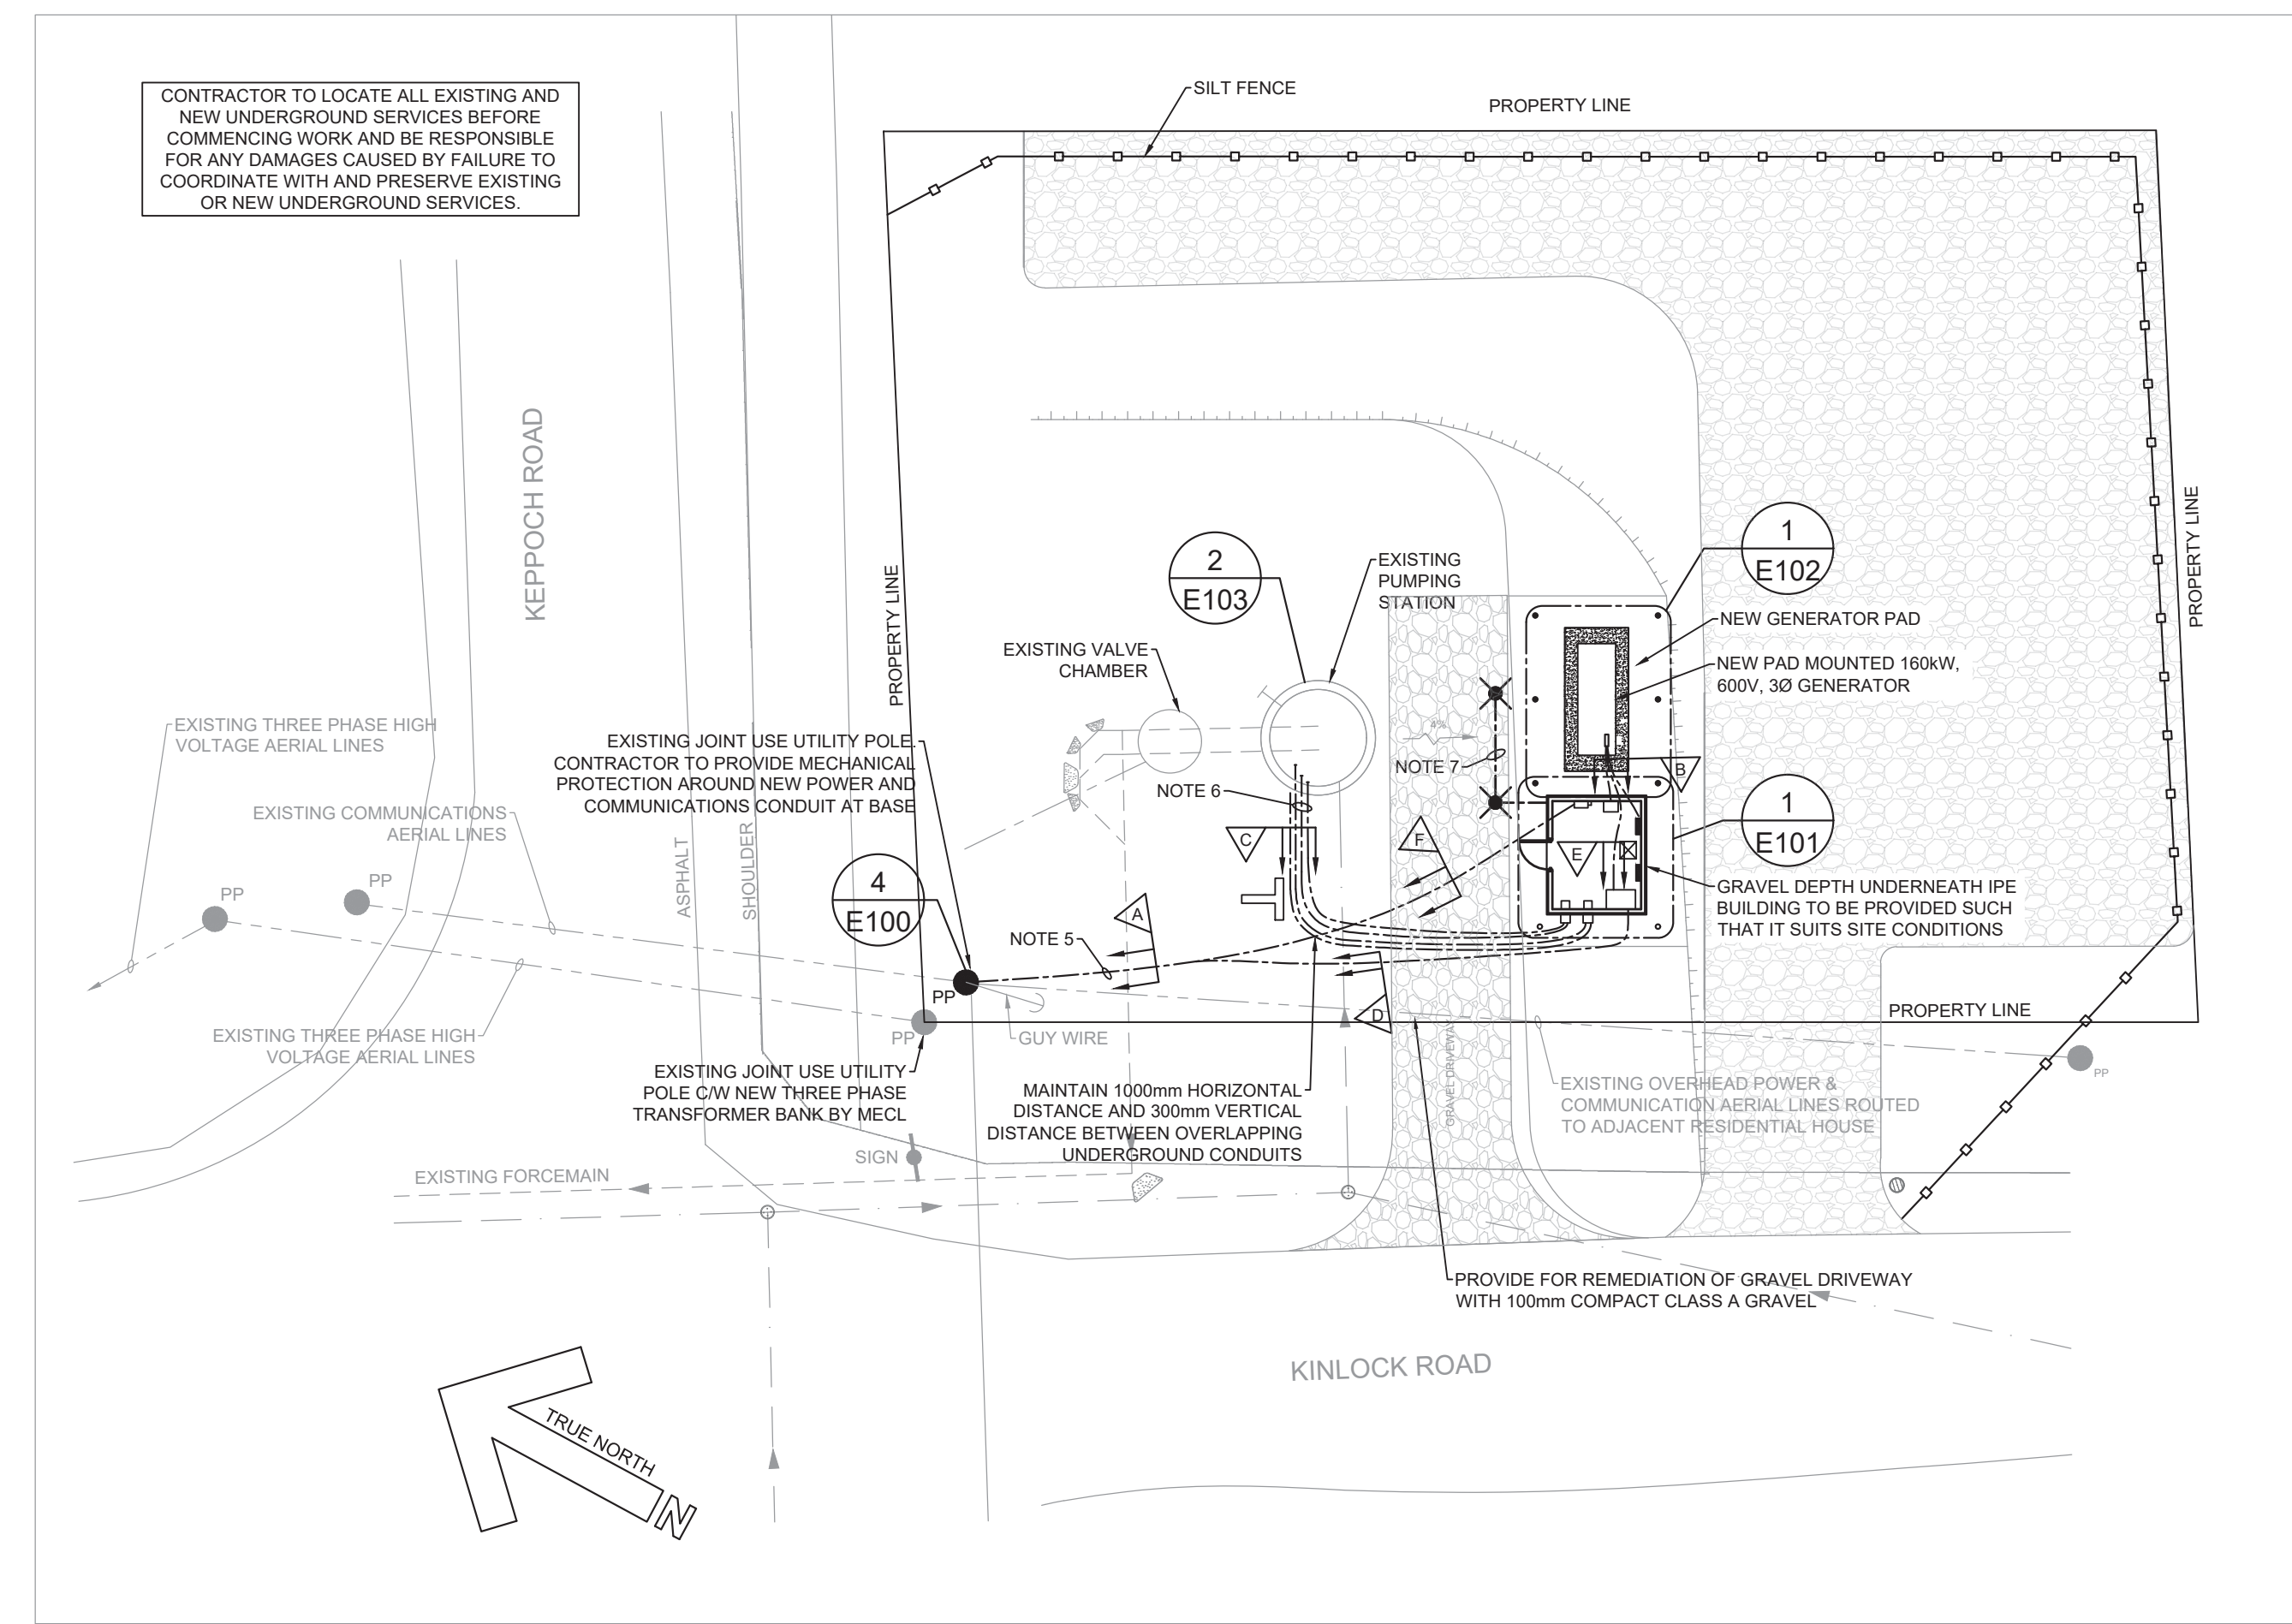 CONTRACTOR TO LOCATE ALL EXISTING AND
NEW UNDERGROUND SERVICES BEFORE
COMMENCING WORK AND BE RESPONSIBLE
FOR ANY DAMAGES CAUSED BY FAILURE TO
COORDINATE WITH AND PRESERVE EXISTING
OR NEW UNDERGROUND SERVICES.
SILT FENCE
PROPERTY LINE
KEPPOCH ROAD
PROPERTY LINE
PROPERTY LINE
2
E103
EXISTING
PUMPING
STATION
1
E102
NEW GENERATOR PAD
NEW PAD MOUNTED 160kW,
600V, 3Ø GENERATOR
EXISTING VALVE
CHAMBER
EXISTING THREE PHASE HIGH
VOLTAGE AERIAL LINES
EXISTING JOINT USE UTILITY POLE.
CONTRACTOR TO PROVIDE MECHANICAL
PROTECTION AROUND NEW POWER AND
COMMUNICATIONS CONDUIT AT BASE
4%
NOTE 7
B
NOTE 6
EXISTING COMMUNICATIONS
AERIAL LINES
1
E101
C
F
E
ASPHALT
SHOULDER
PP
PP
4
E100
GRAVEL DEPTH UNDERNEATH IPE
BUILDING TO BE PROVIDED SUCH
THAT IT SUITS SITE CONDITIONS
A
NOTE 5
PP
D
PROPERTY LINE
EXISTING THREE PHASE HIGH
VOLTAGE AERIAL LINES
PP
GUY WIRE
GRAVEL DRIVEWAY
PP
EXISTING JOINT USE UTILITY
POLE C/W NEW THREE PHASE
TRANSFORMER BANK BY MECL
MAINTAIN 1000mm HORIZONTAL
DISTANCE AND 300mm VERTICAL
DISTANCE BETWEEN OVERLAPPING
UNDERGROUND CONDUITS
EXISTING OVERHEAD POWER &
COMMUNICATION AERIAL LINES ROUTED
TO ADJACENT RESIDENTIAL HOUSE
SIGN
EXISTING FORCEMAIN
PROVIDE FOR REMEDIATION OF GRAVEL DRIVEWAY
WITH 100mm COMPACT CLASS A GRAVEL
KINLOCK ROAD
TRUE NORTH
N